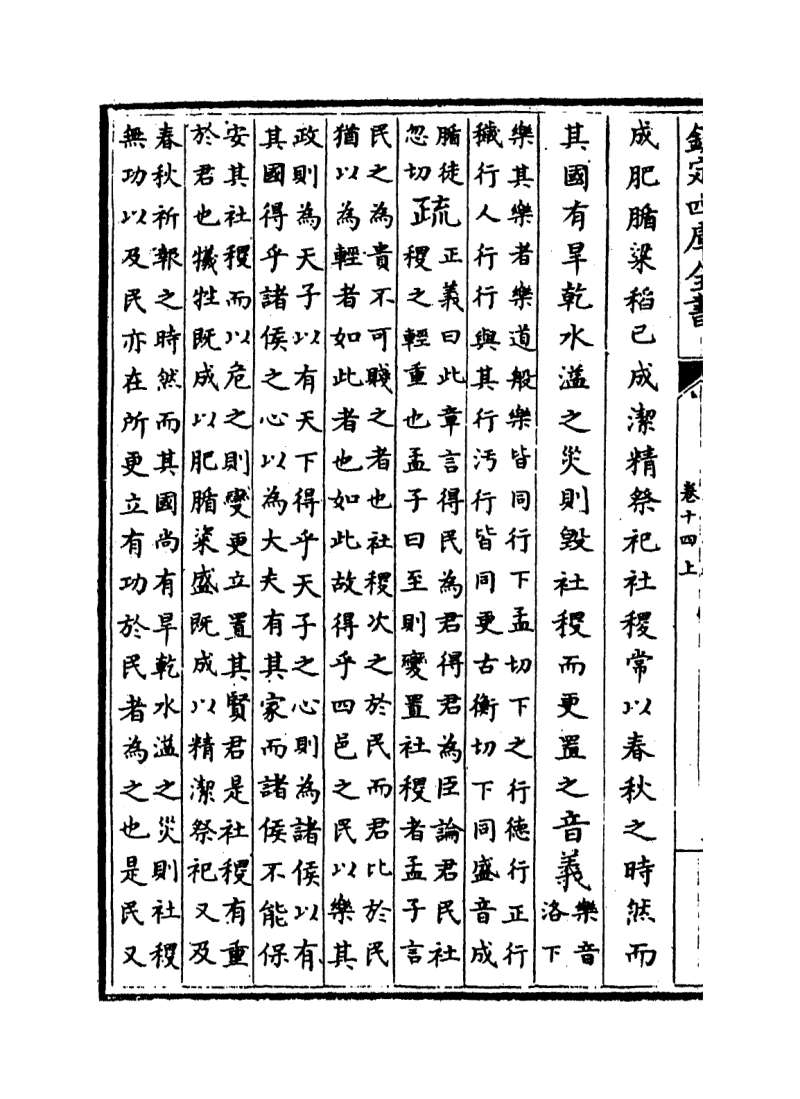 欽定四庫全書
卷十四上
成肥腯粱稻已成潔精祭祀社稷常以春秋之時然而
其國有旱乾水溢之災則毀社稷而更置之音義樂音
洛下
樂其樂者樂道般樂皆同行下孟切下之行德行正行
穢行人行行與其行汚行皆同更古衡切下同盛音成
腯徒
忽切疏正義曰此章言得民為君得君為臣論君民社
稷之輕重也孟子曰至則變置社稷者孟子言
民之為貴不可賤之者也社稷次之於民而君比於民
猶以為輕者如此者也如此故得乎四邑之民以樂其
政則為天子以有天下得乎天子之心則為諸侯以有
其國得乎諸侯之心以為大夫有其家而諸侯不能保
安其社稷而以危之則變更立置其賢君是社稷有重
於君也犧牲既成以肥腯粢盛既成以精潔祭祀又及
春秋祈報之時然而其國尚有旱乾水溢之災則社稷
無功以及民亦在所更立有功於民者為之也是民又